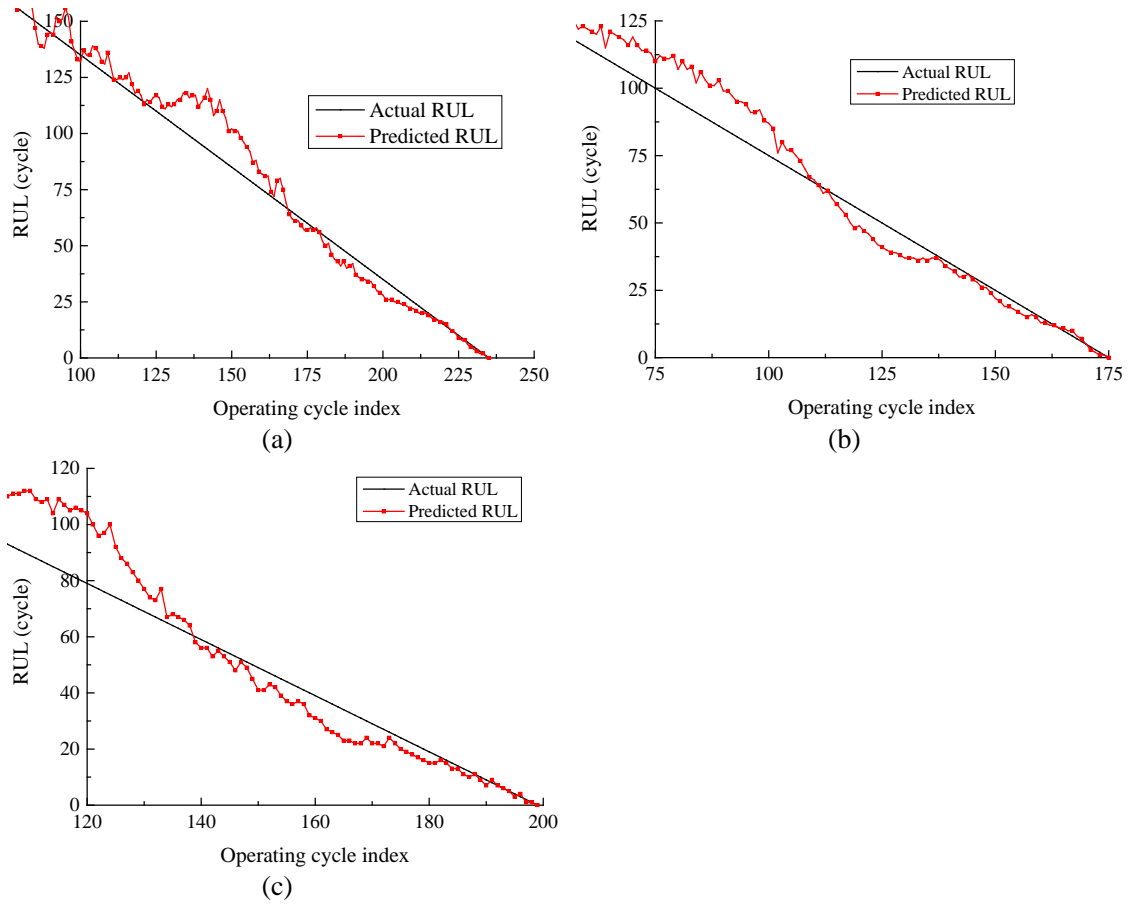 150
125
100
75
50
25
0
RUL (cycle)
Actual RUL
Predicted RUL
100 125 150 175 200 225 250
Operating cycle index
(a)
125
100
75
50
25
0
RUL (cycle)
Actual RUL
Predicted RUL
75 100 125 150 175
Operating cycle index
(b)
120
100
80
60
40
20
0
RUL (cycle)
Actual RUL
Predicted RUL
120 140 160 180 200
Operating cycle index
(c)